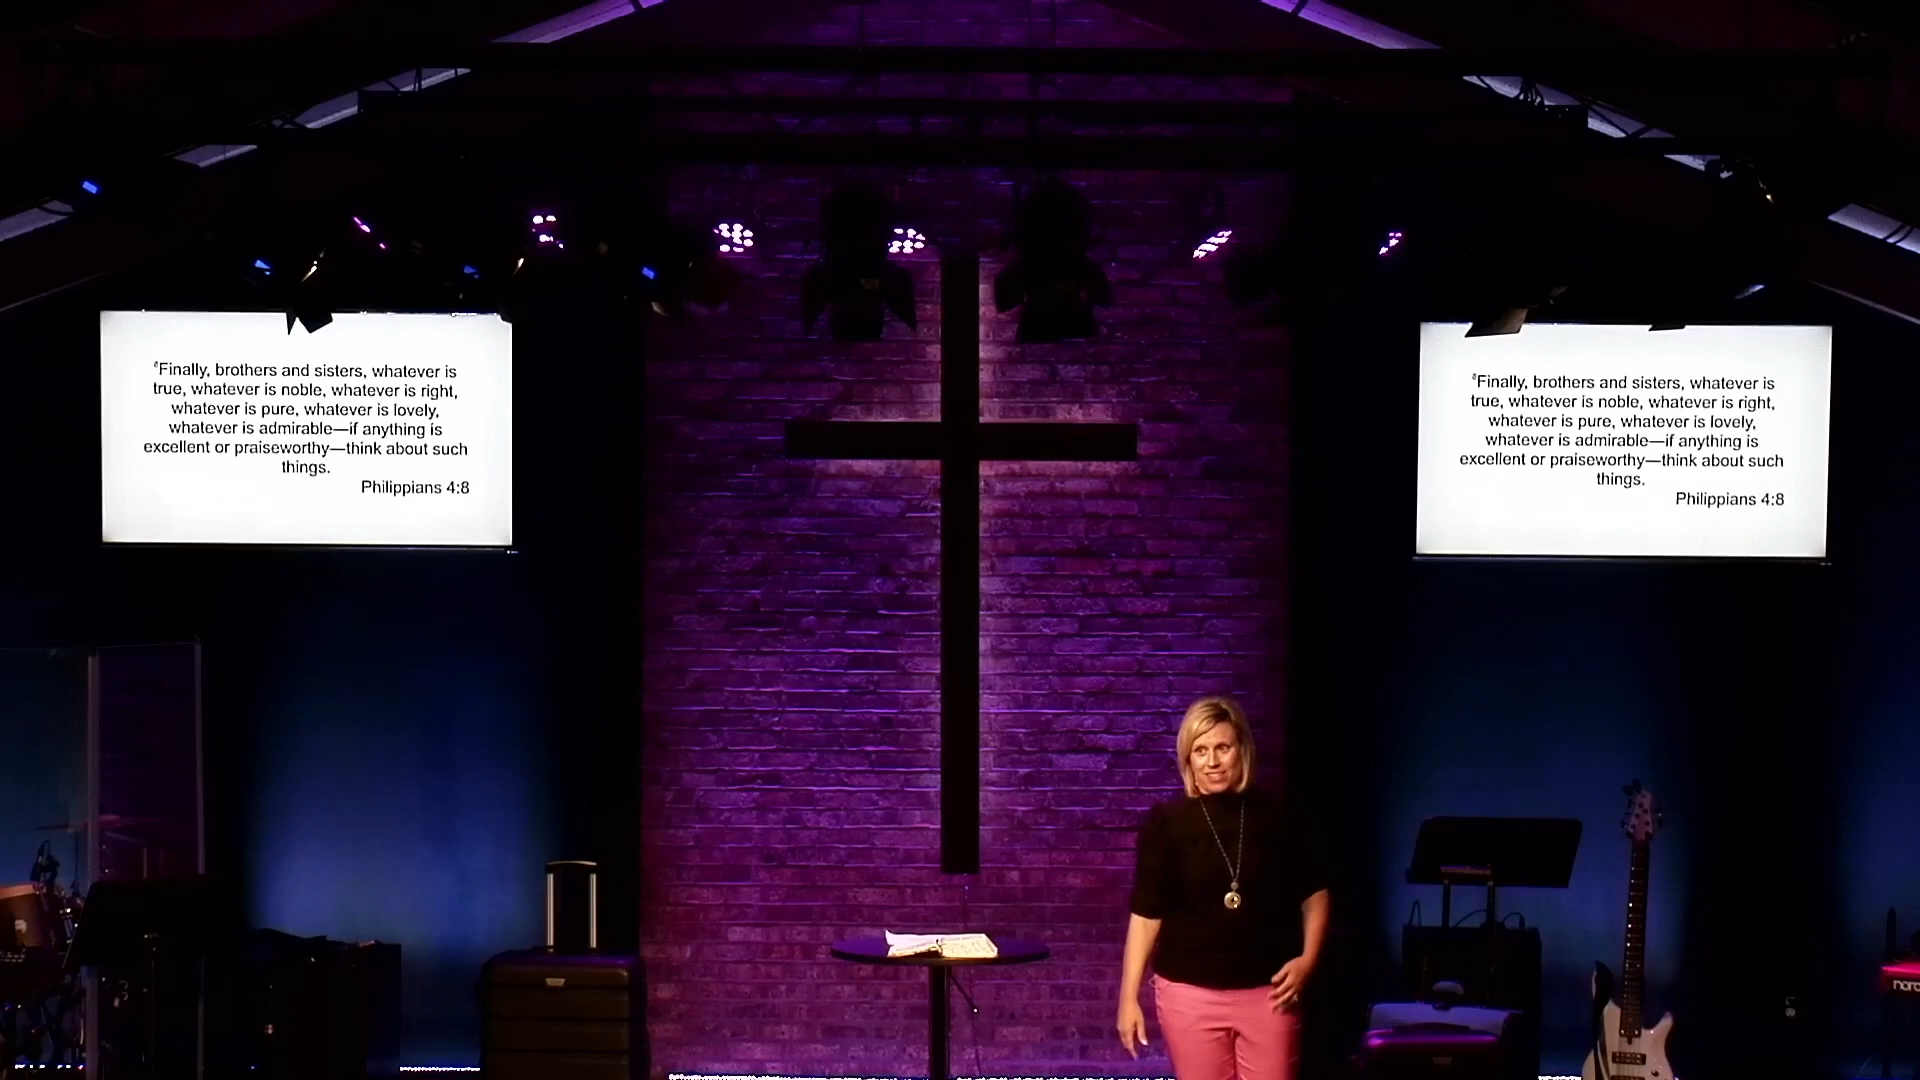 ⁸Finally, brothers and sisters, whatever is
true, whatever is noble, whatever is right,
whatever is pure, whatever is lovely,
whatever is admirable—if anything is
excellent or praiseworthy—think about such
things.
Philippians 4:8
⁸Finally, brothers and sisters, whatever is
true, whatever is noble, whatever is right,
whatever is pure, whatever is lovely,
whatever is admirable—if anything is
excellent or praiseworthy—think about such
things.
Philippians 4:8